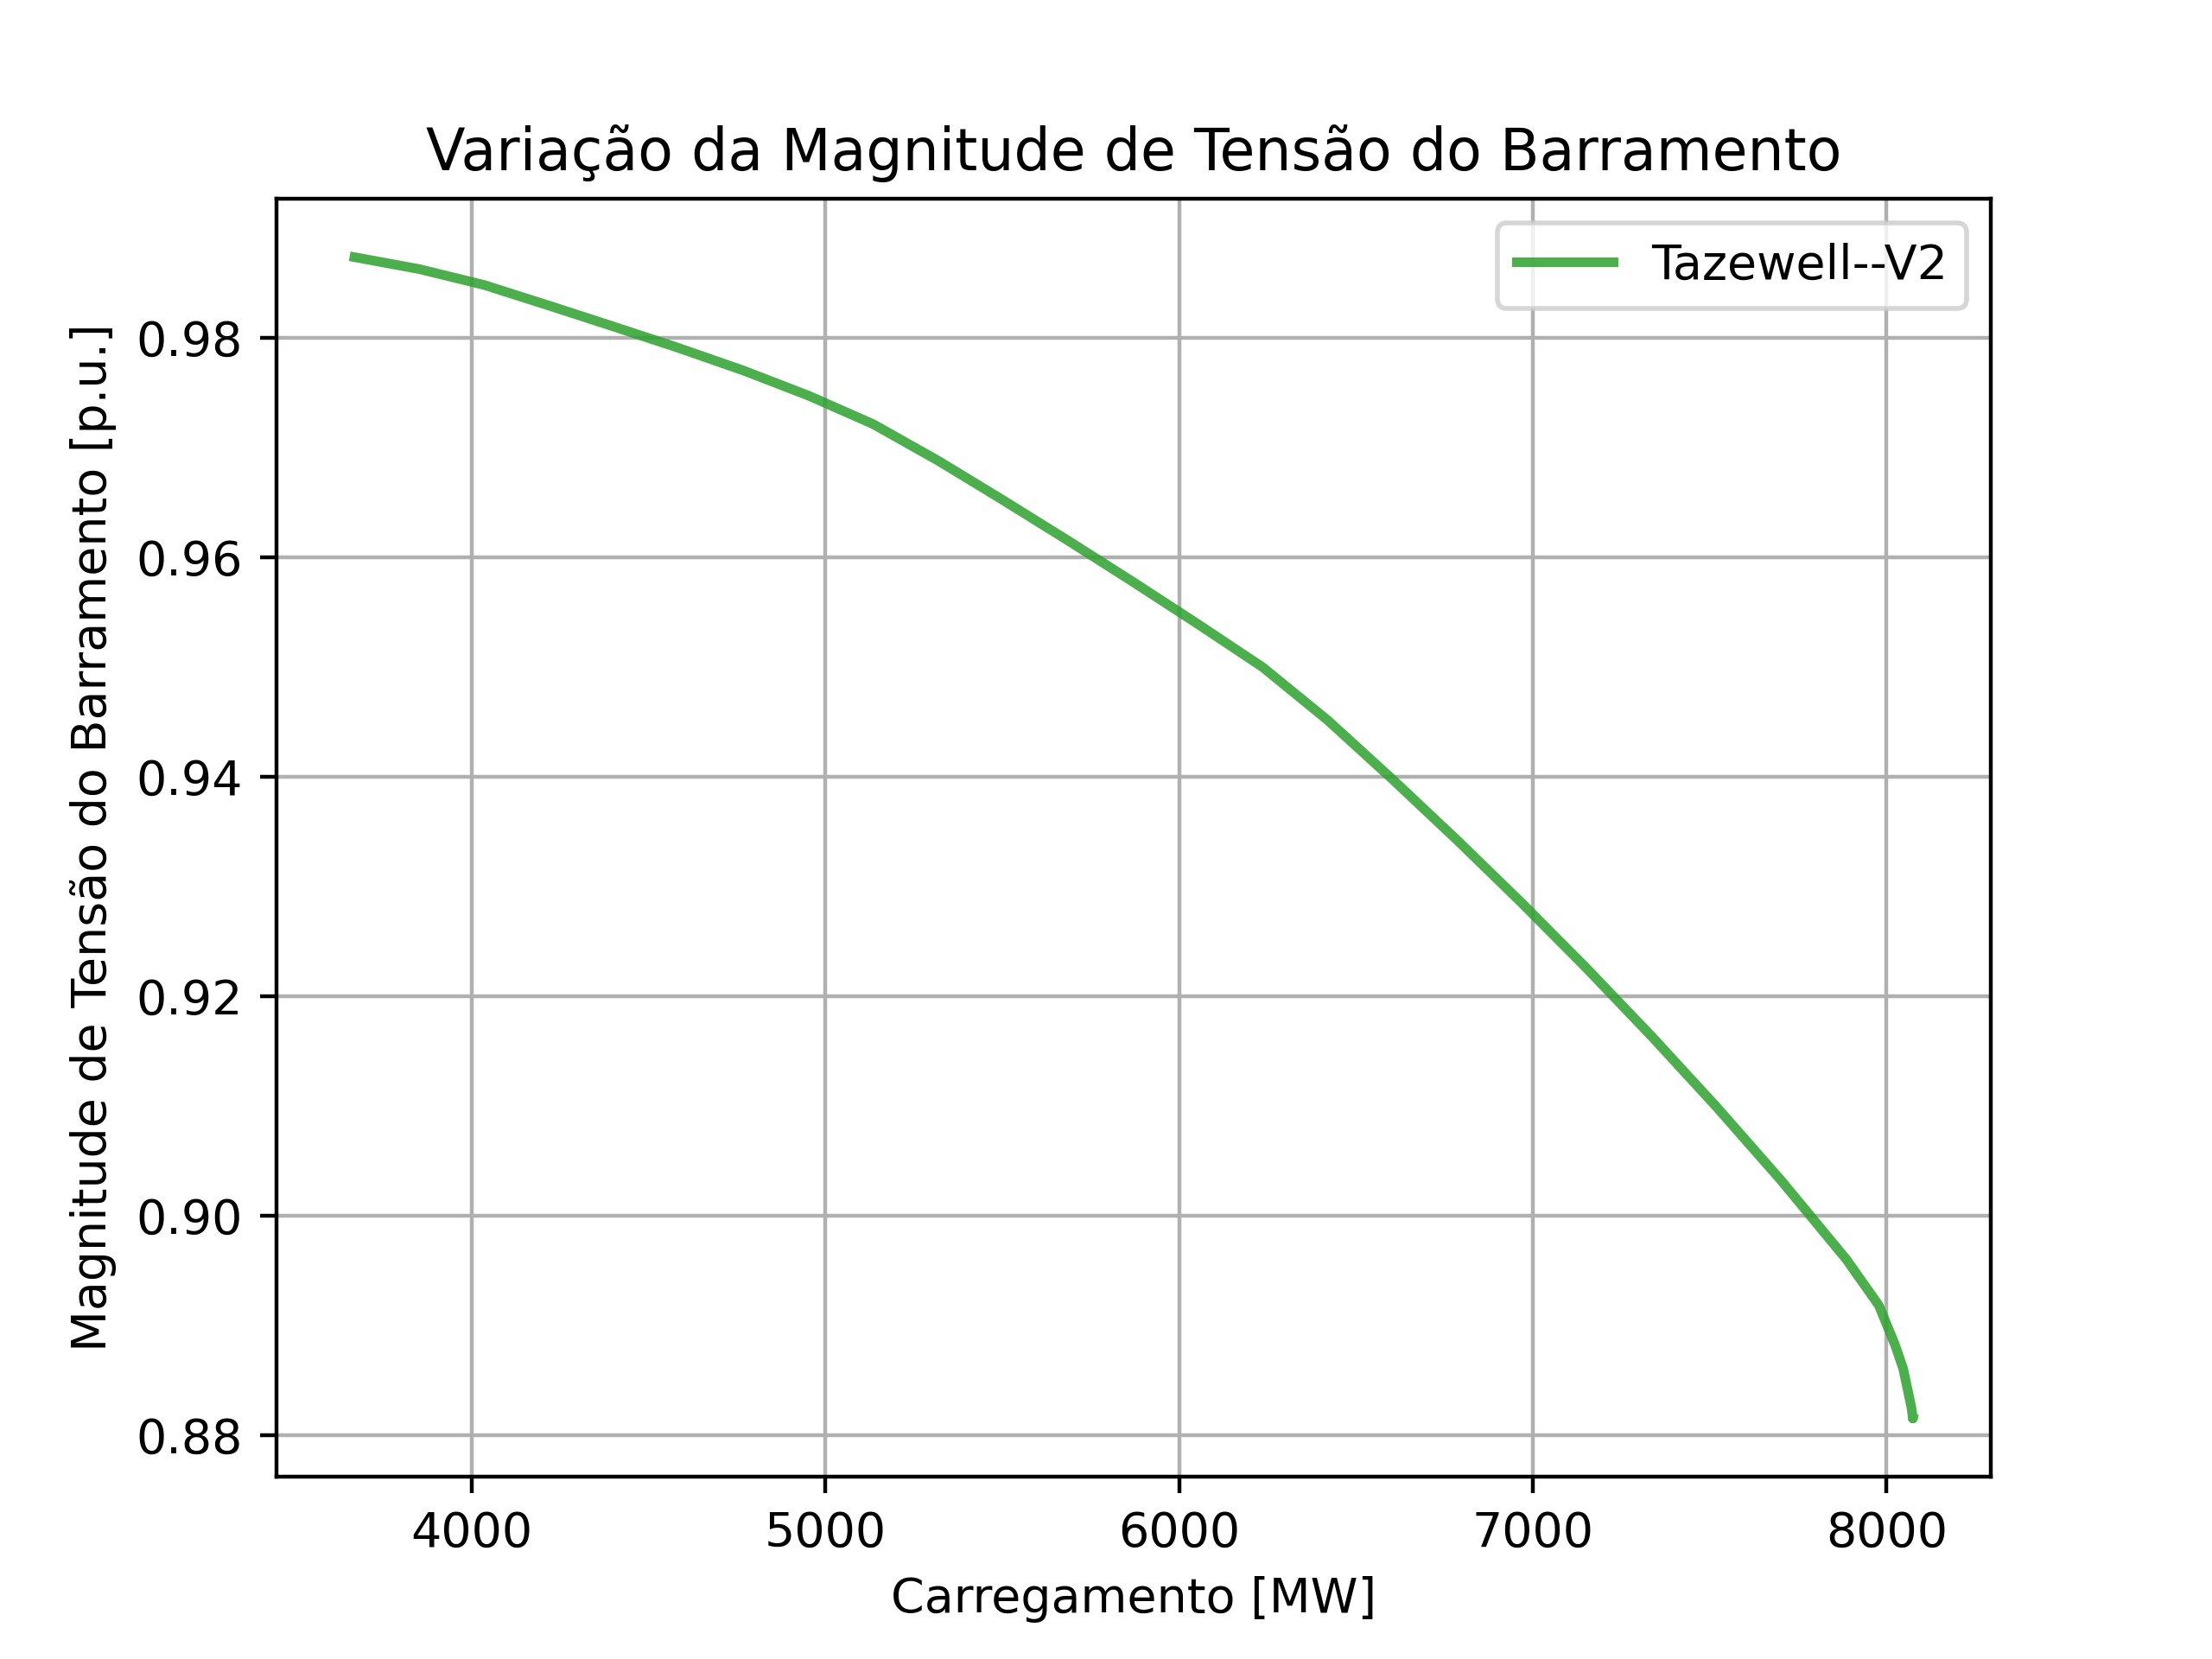 Variação da Magnitude de Tensão do Barramento
Tazewell--V2
Magnitude de Tensão do Barramento [p.u.]
0.98
0.96
0.94
0.92
0.90
0.88
4000 5000 6000 7000 8000
Carregamento [MW]